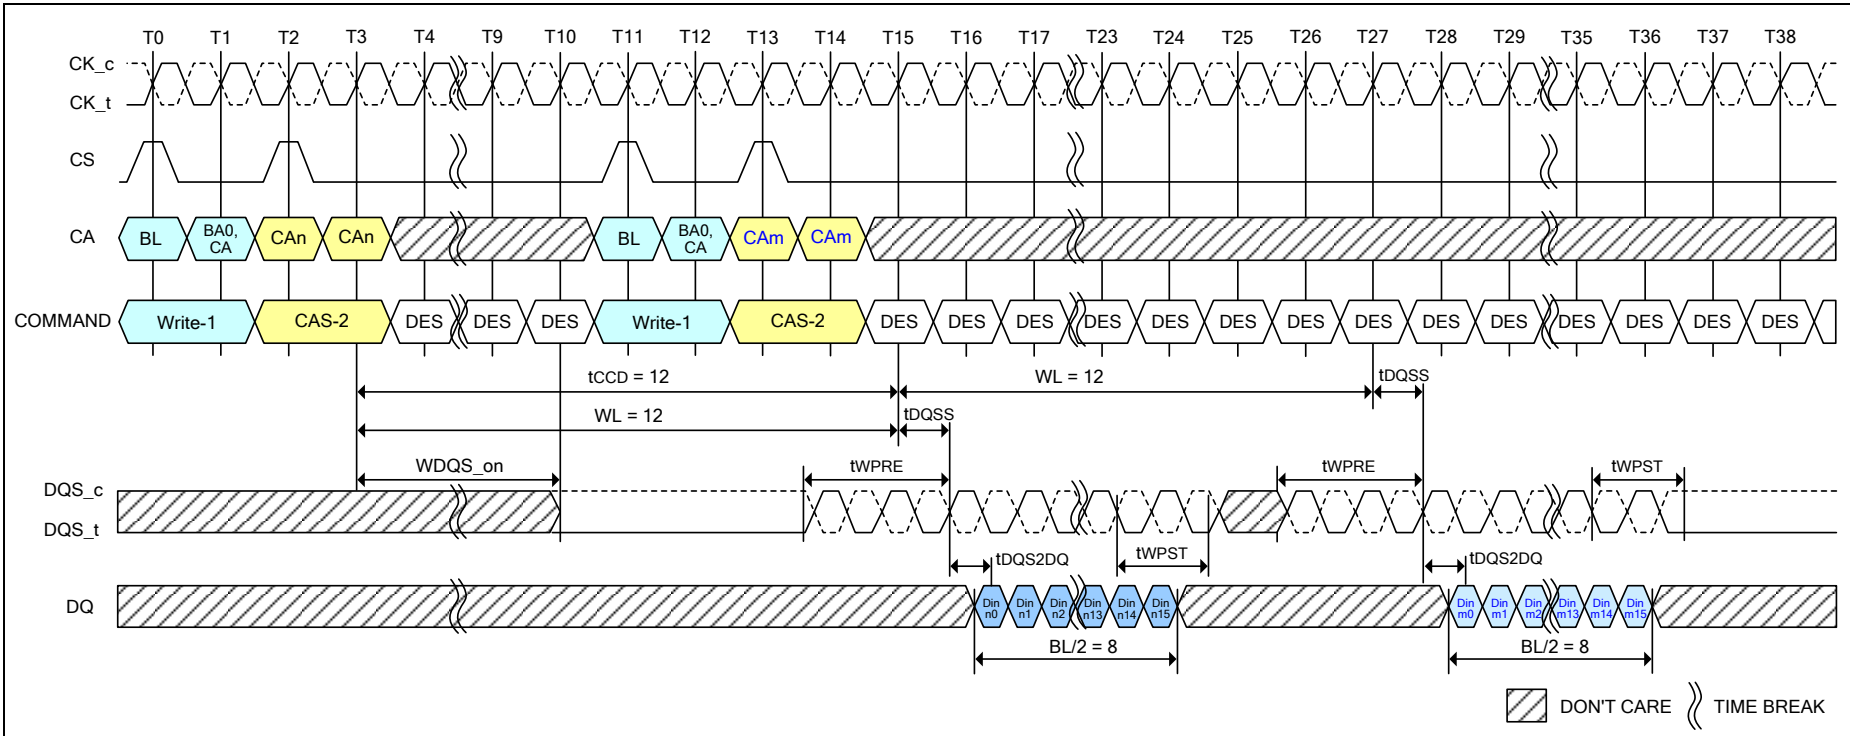 T0 T1 T2 T3 T4 T9 T10 T11 T12 T13 T14 T15 T16 T17 T23 T24 T25 T26 T27 T28 T29 T35 T36 T37 T38
CK_c
CK_t
CS
CA BL BA0, CA CAn CAn BL BA0, CA CAm CAm
COMMAND Write-1 CAS-2 DES DES DES Write-1 CAS-2 DES DES DES DES DES DES DES DES DES DES DES DES DES DES
tCCD = 12 WL = 12 tDQSS
WL = 12 tDQSS
WDQS_on tWPRE tWPRE tWPST
DQS_c
DQS_t
tDQS2DQ tWPST tDQS2DQ
DQ Din n0 Din n1 Din n2 Din n13 Din n14 Din n15 Din m0 Din m1 Din m2 Din m13 Din m14 Din m15
BL/2 = 8 BL/2 = 8
DON'T CARE TIME BREAK